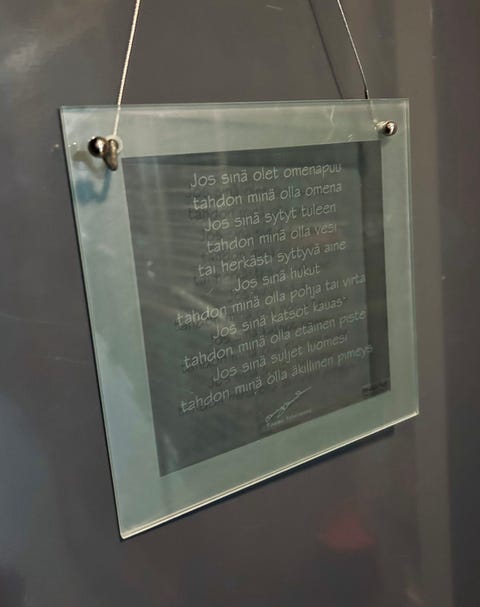 Jos sinä olet omenapuu
tahdon minä olla omena
Jos sinä sytyt tuleen
tahdon minä olla vesi
tai herkästi syttyvä aine
Jos sinä hukut
tahdon minä olla pohja tai virta
Jos sinä katsot kauas
tahdon minä olla etäinen piste
Jos sinä suljet luomesi
tahdon minä olla äkillinen pimeys